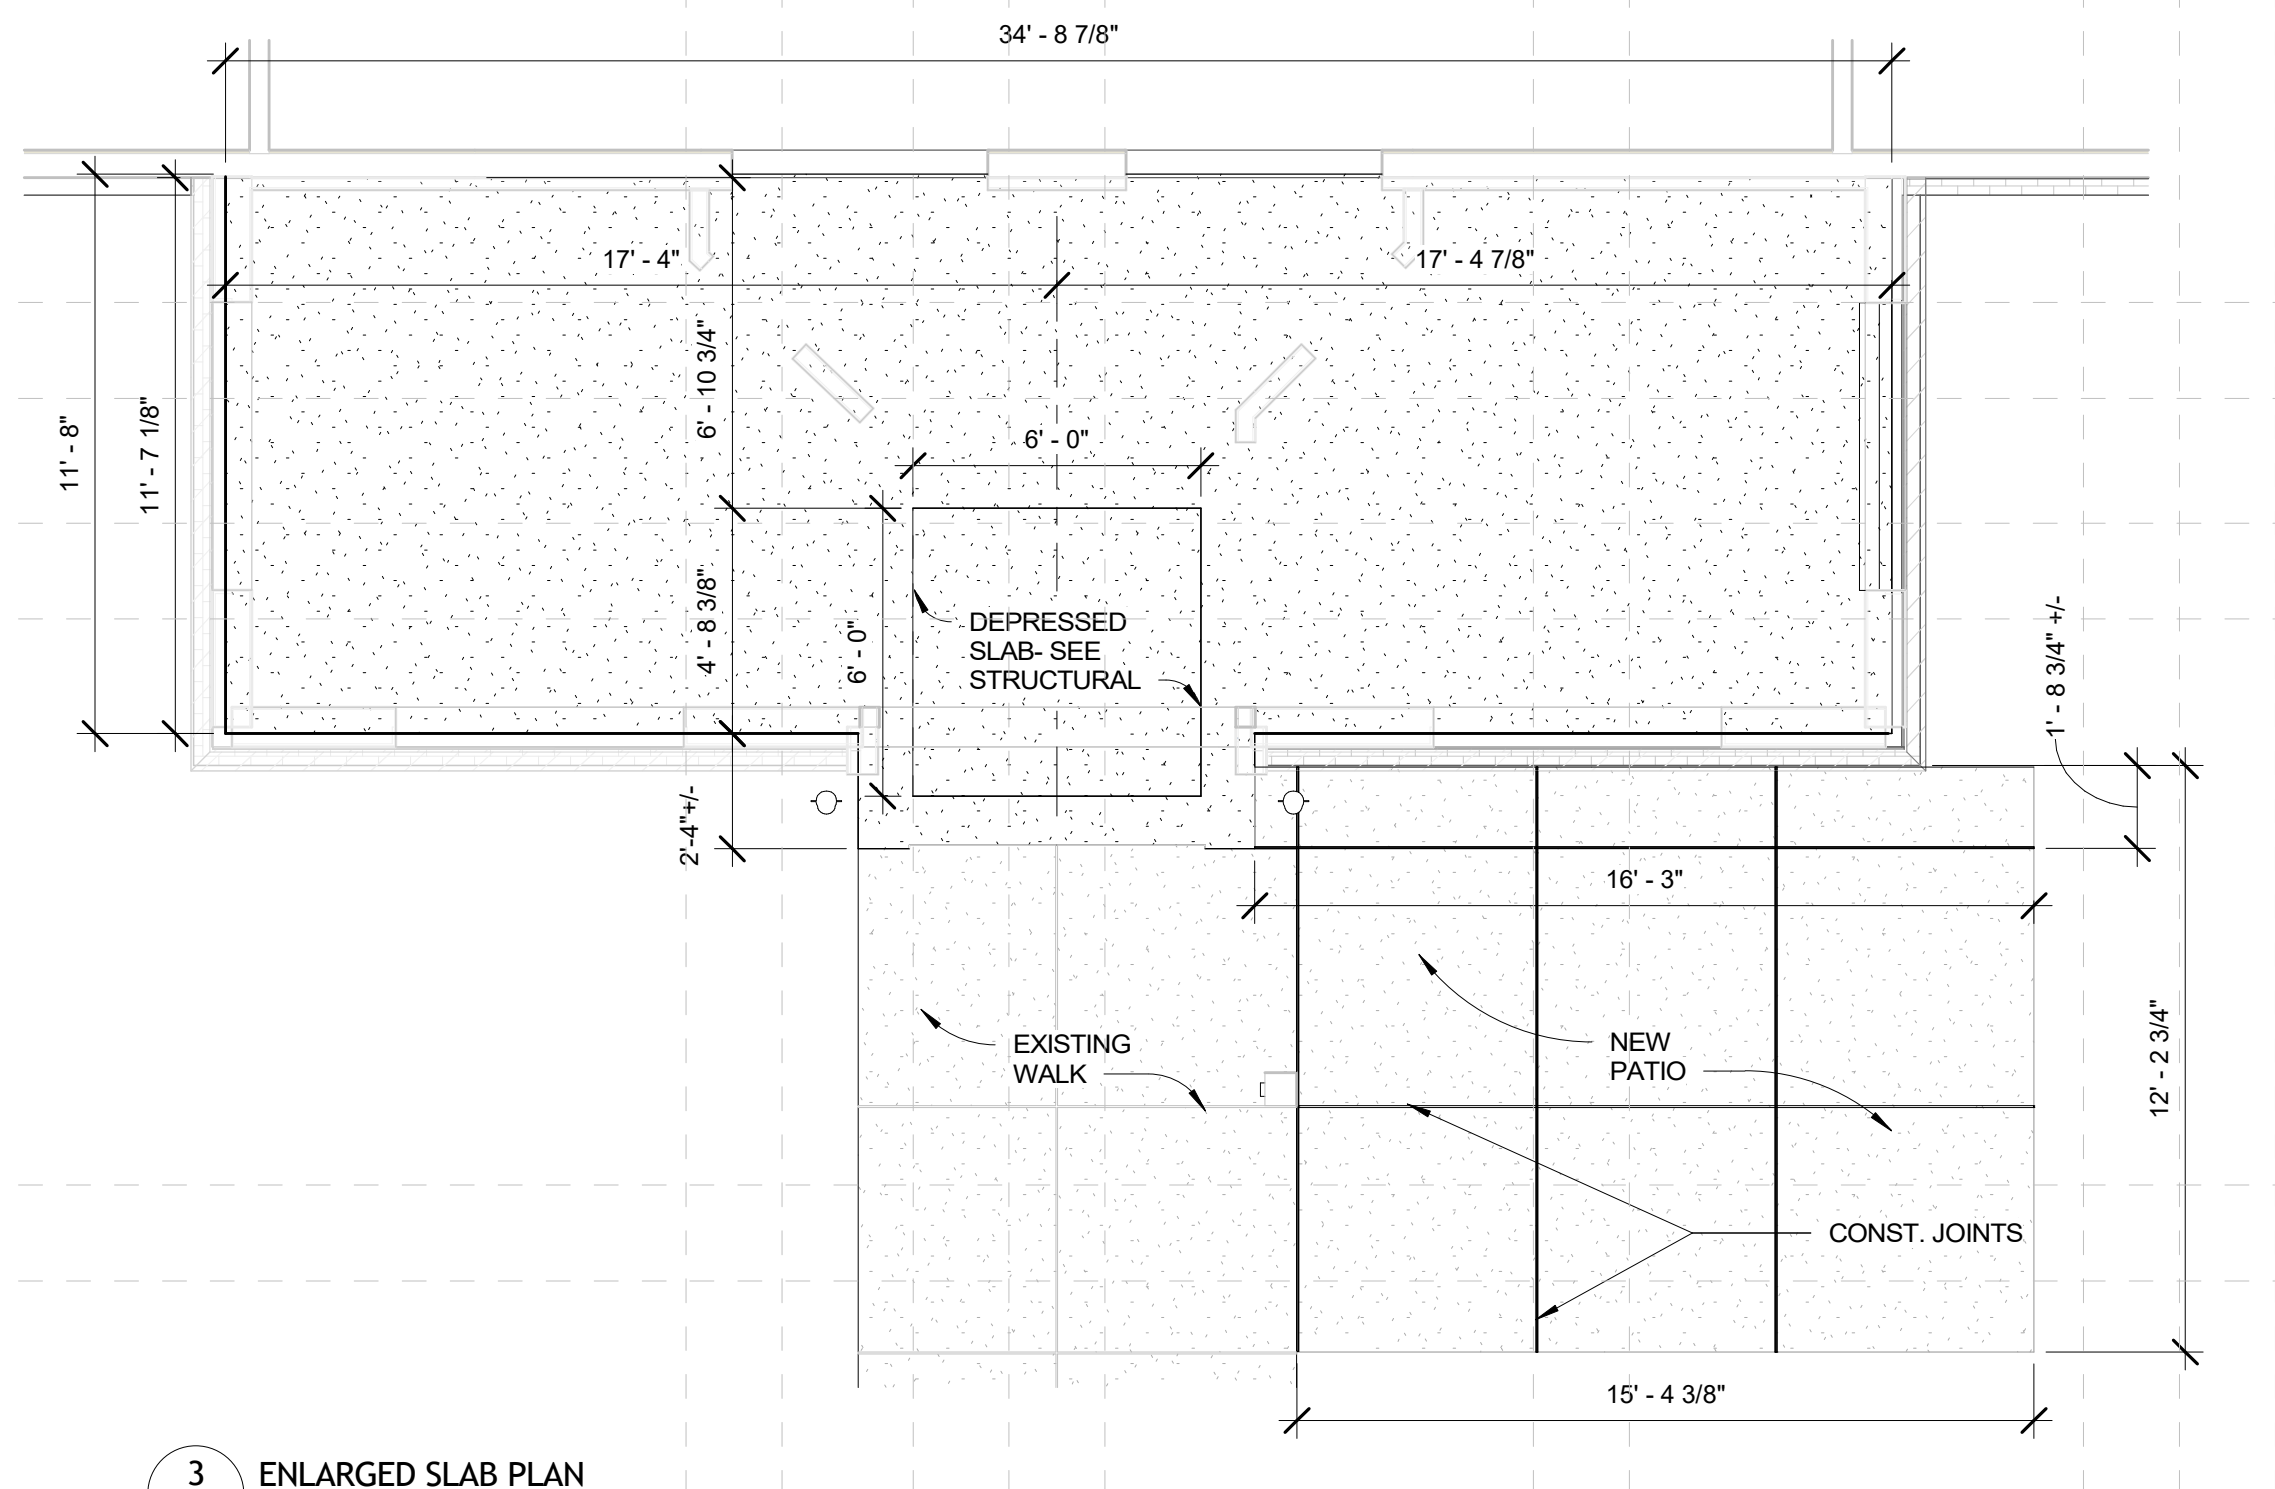 34' - 8 7/8"
17' - 4"
17' - 4 7/8"
6' - 10 3/4"
11' - 8"
11' - 7 1/8"
6' - 0"
4' - 8 3/8"
6' - 0"
DEPRESSED
SLAB- SEE
STRUCTURAL
1' - 8 3/4" +/-
2'-4"+/-
16' - 3"
EXISTING
WALK
NEW
PATIO
12' - 2 3/4"
CONST. JOINTS
15' - 4 3/8"
3 ENLARGED SLAB PLAN